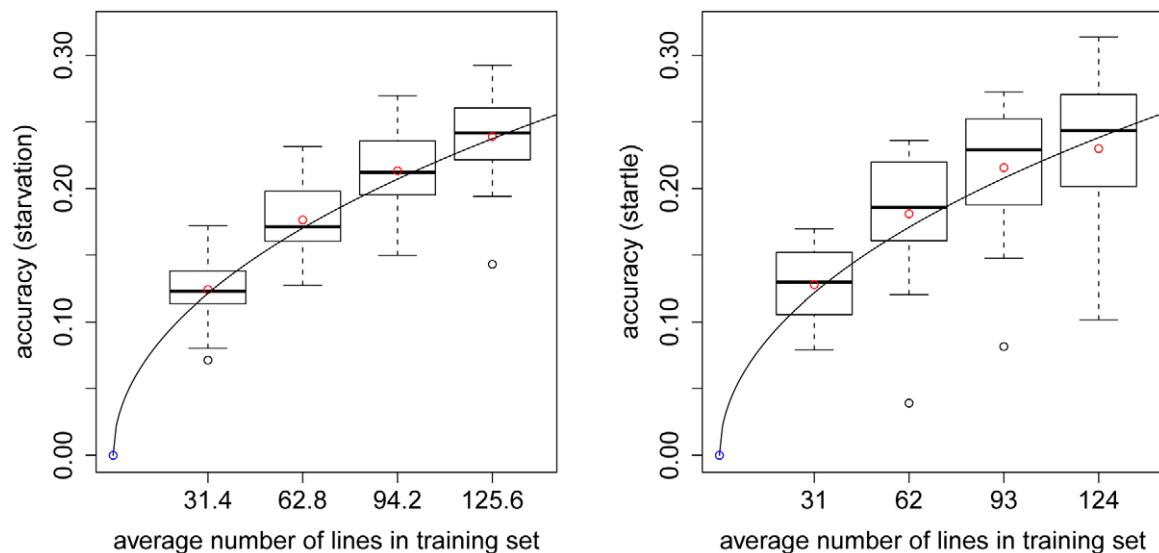 accuracy (starvation)
0.30
0.20
0.10
0.00
31.4 62.8 94.2 125.6
average number of lines in training set
accuracy (startle)
0.30
0.20
0.10
0.00
31 62 93 124
average number of lines in training set